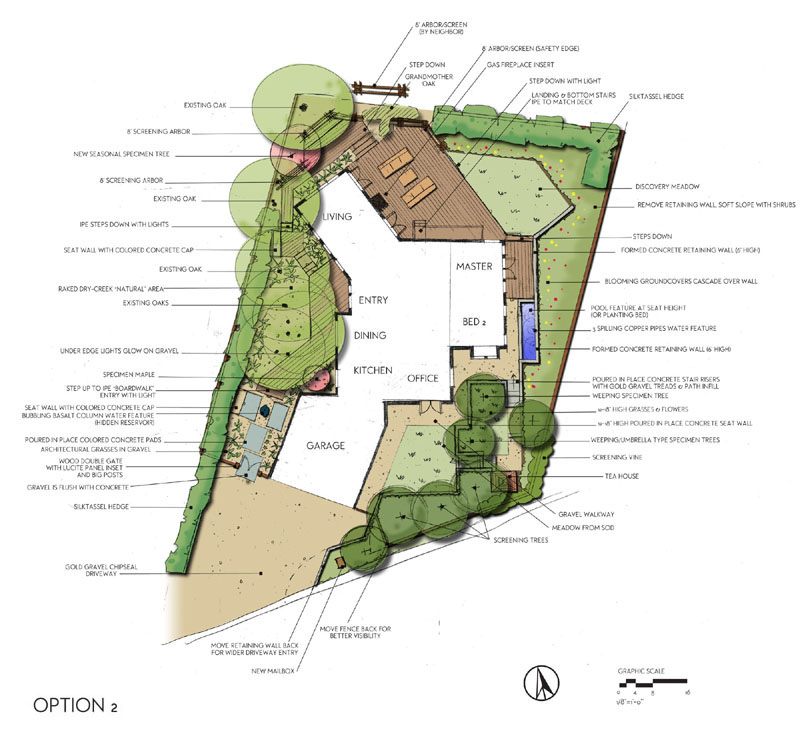 8' ARBOR/SCREEN
(BY NEIGHBOR)
8' ARBOR/SCREEN (SAFETY EDGE)
STEP DOWN
GAS FIREPLACE INSERT
GRANDMOTHER
OAK
STEP DOWN WITH LIGHT
LANDING & BOTTOM STAIRS
IPE TO MATCH DECK
SILKTASSEL HEDGE
EXISTING OAK
8' SCREENING ARBOR
NEW SEASONAL SPECIMEN TREE
8' SCREENING ARBOR
EXISTING OAK
IPE STEPS DOWN WITH LIGHTS
SEAT WALL WITH COLORED CONCRETE CAP
EXISTING OAK
RAKED DRY-CREEK "NATURAL" AREA
EXISTING OAKS
UNDER EDGE LIGHTS GLOW ON GRAVEL
SPECIMEN MAPLE
STEP UP TO IPE "BOARDWALK"
ENTRY WITH LIGHT
SEAT WALL WITH COLORED CONCRETE CAP
BUBBLING BASALT COLUMN WATER FEATURE
(HIDDEN RESERVOIR)
POURED IN PLACE COLORED CONCRETE PADS
ARCHITECTURAL GRASSES IN GRAVEL
WOOD DOUBLE GATE
WITH LUCITE PANEL INSET
AND BIG POSTS
GRAVEL IS FLUSH WITH CONCRETE
SILKTASSEL HEDGE
GOLD GRAVEL CHIPSEAL
DRIVEWAY
LIVING
MASTER
ENTRY
BED 2
DINING
KITCHEN
OFFICE
GARAGE
DISCOVERY MEADOW
REMOVE RETAINING WALL SOFT SLOPE WITH SHRUBS
STEPS DOWN
FORMED CONCRETE RETAINING WALL (5' HIGH)
BLOOMING GROUNDCOVERS CASCADE OVER WALL
POOL FEATURE AT SEAT HEIGHT
(OR PLANTING BED)
3 SPILLING COPPER PIPES WATER FEATURE
FORMED CONCRETE RETAINING WALL (6' HIGH)
POURED IN PLACE CONCRETE STAIR RISERS
WITH GOLD GRAVEL TREADS & PATH INFILL
WEEPING SPECIMEN TREE
HIGH GRASSES & FLOWERS
HIGH POURED IN PLACE CONCRETE SEAT WALL
WEEPING/UMBRELLA TYPE SPECIMEN TREES
SCREENING VINE
TEA HOUSE
GRAVEL WALKWAY
MEADOW FROM SOD
SCREENING TREES
MOVE FENCE BACK FOR
BETTER VISIBILITY
MOVE RETAINING WALL BACK
FOR WIDER DRIVEWAY ENTRY
NEW MAILBOX
GRAPHIC SCALE
0 4 8 16
1/8"=1'-0"
OPTION 2